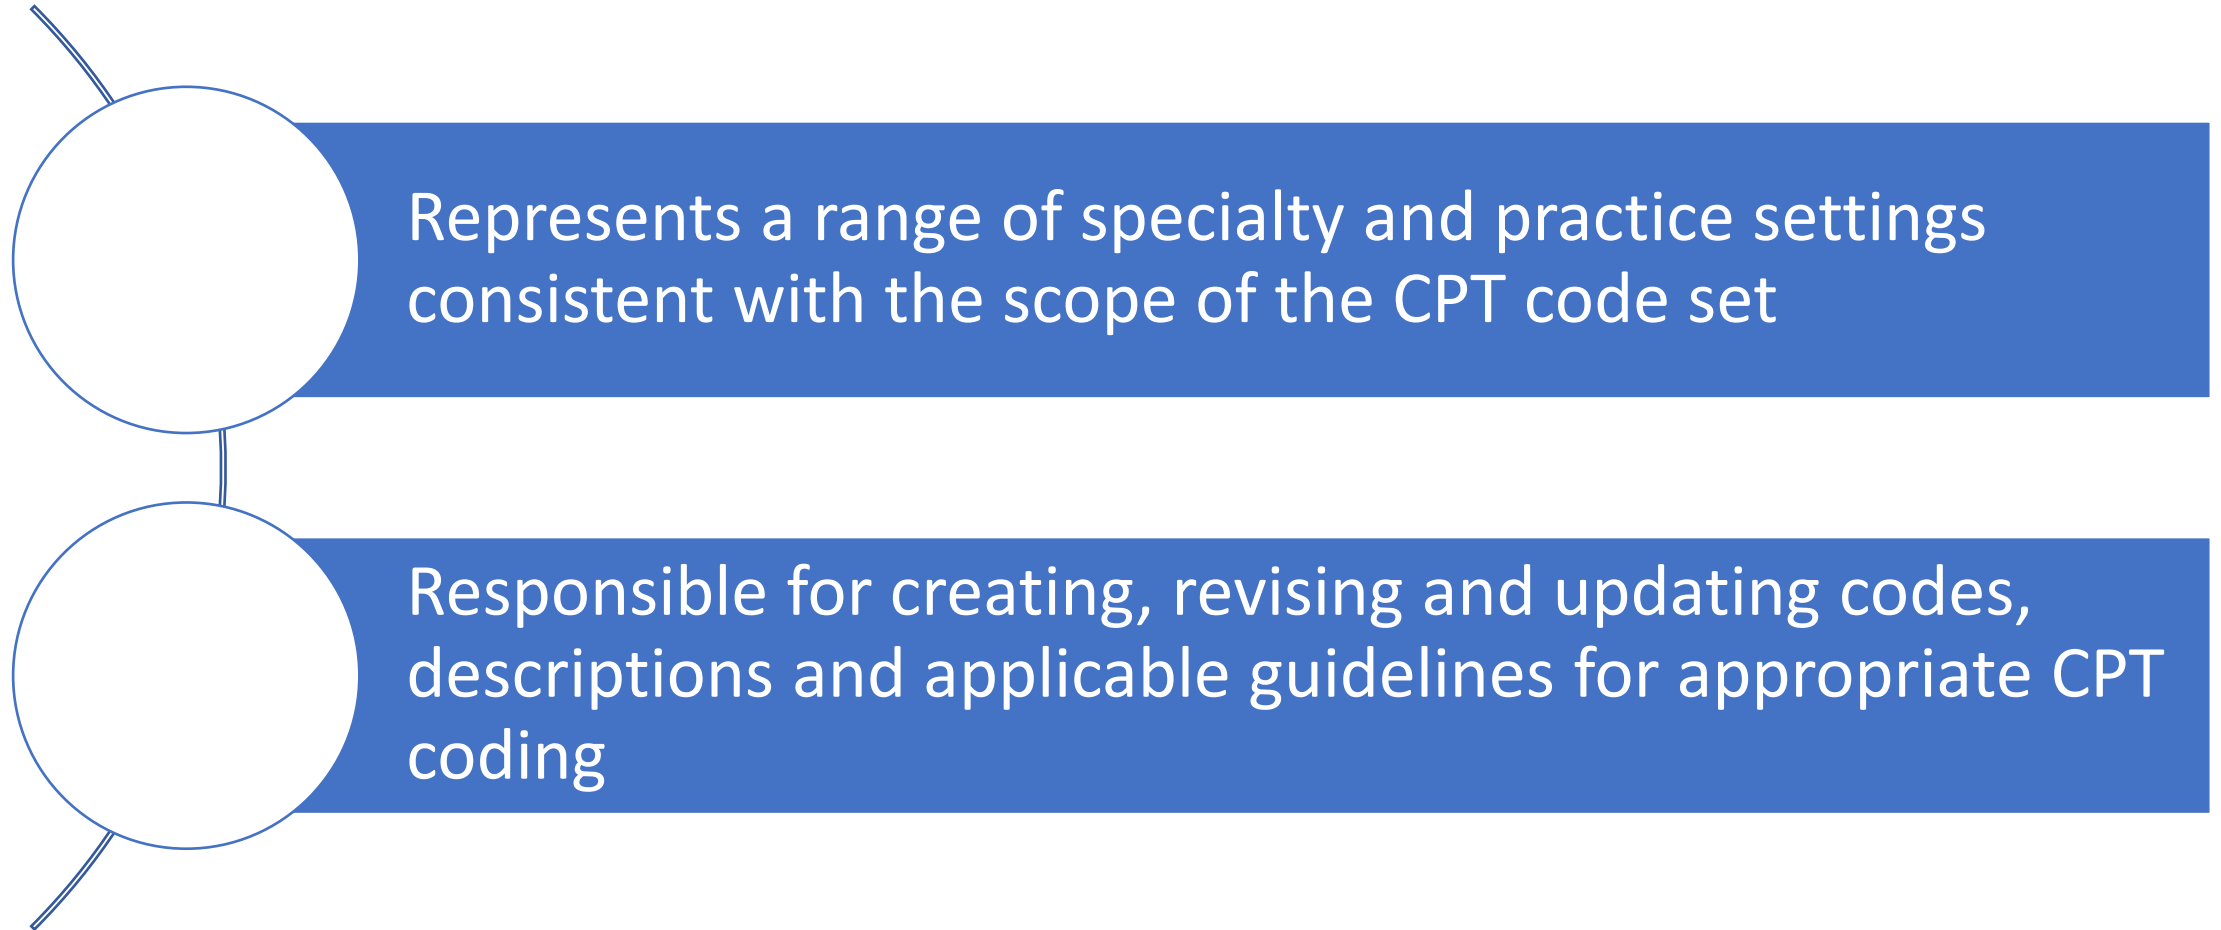 Represents a range of specialty and practice settings
consistent with the scope of the CPT code set
Responsible for creating, revising and updating codes,
descriptions and applicable guidelines for appropriate CPT
coding